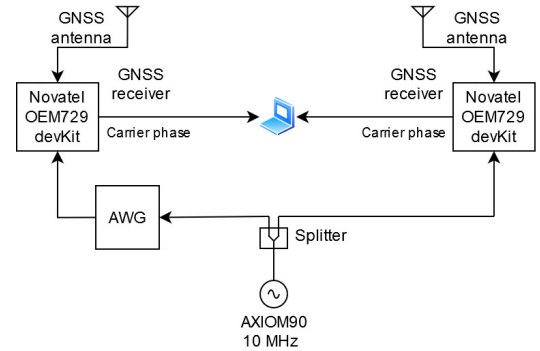 GNSS
antenna
GNSS
antenna
GNSS
receiver
GNSS
receiver
Novatel
OEM729
devKit
Carrier phase
Carrier phase
Novatel
OEM729
devKit
AWG
Splitter
AXIOM90
10 MHz